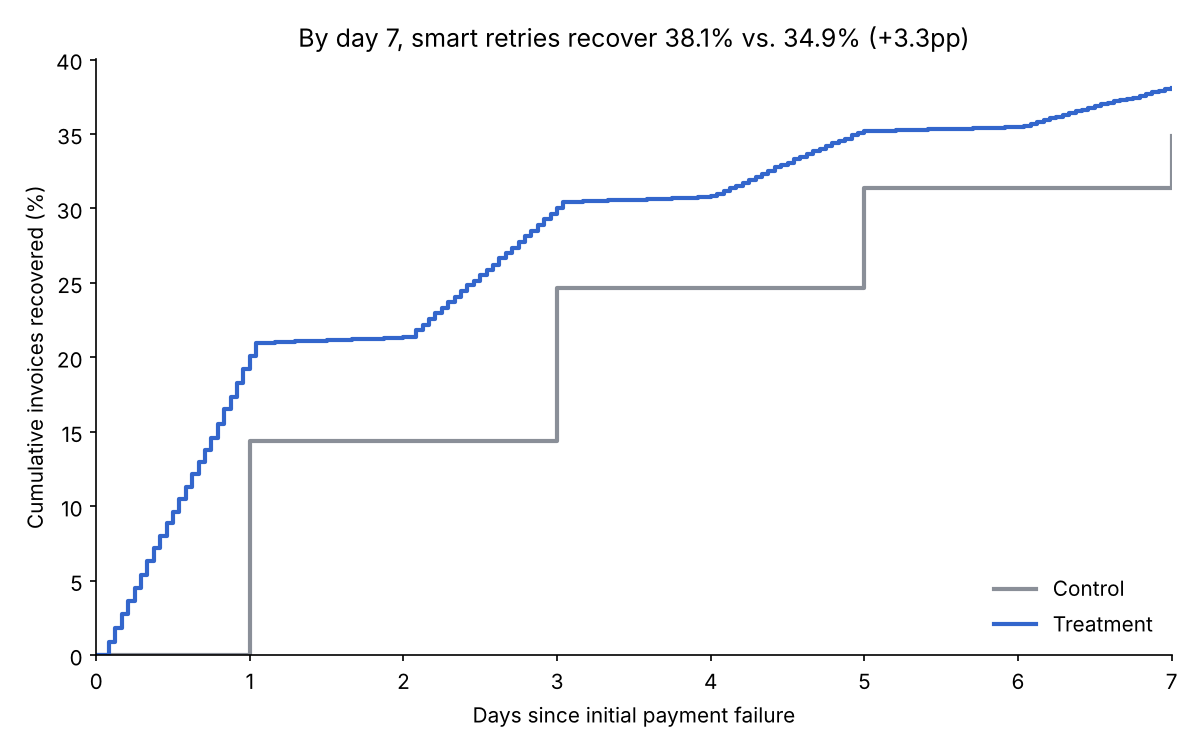 By day 7, smart retries recover 38.1% vs. 34.9% (+3.3pp)
Cumulative invoices recovered (%)
40
35
30
25
20
15
10
5
0
0 1 2 3 4 5 6 7
Days since initial payment failure
Control
Treatment